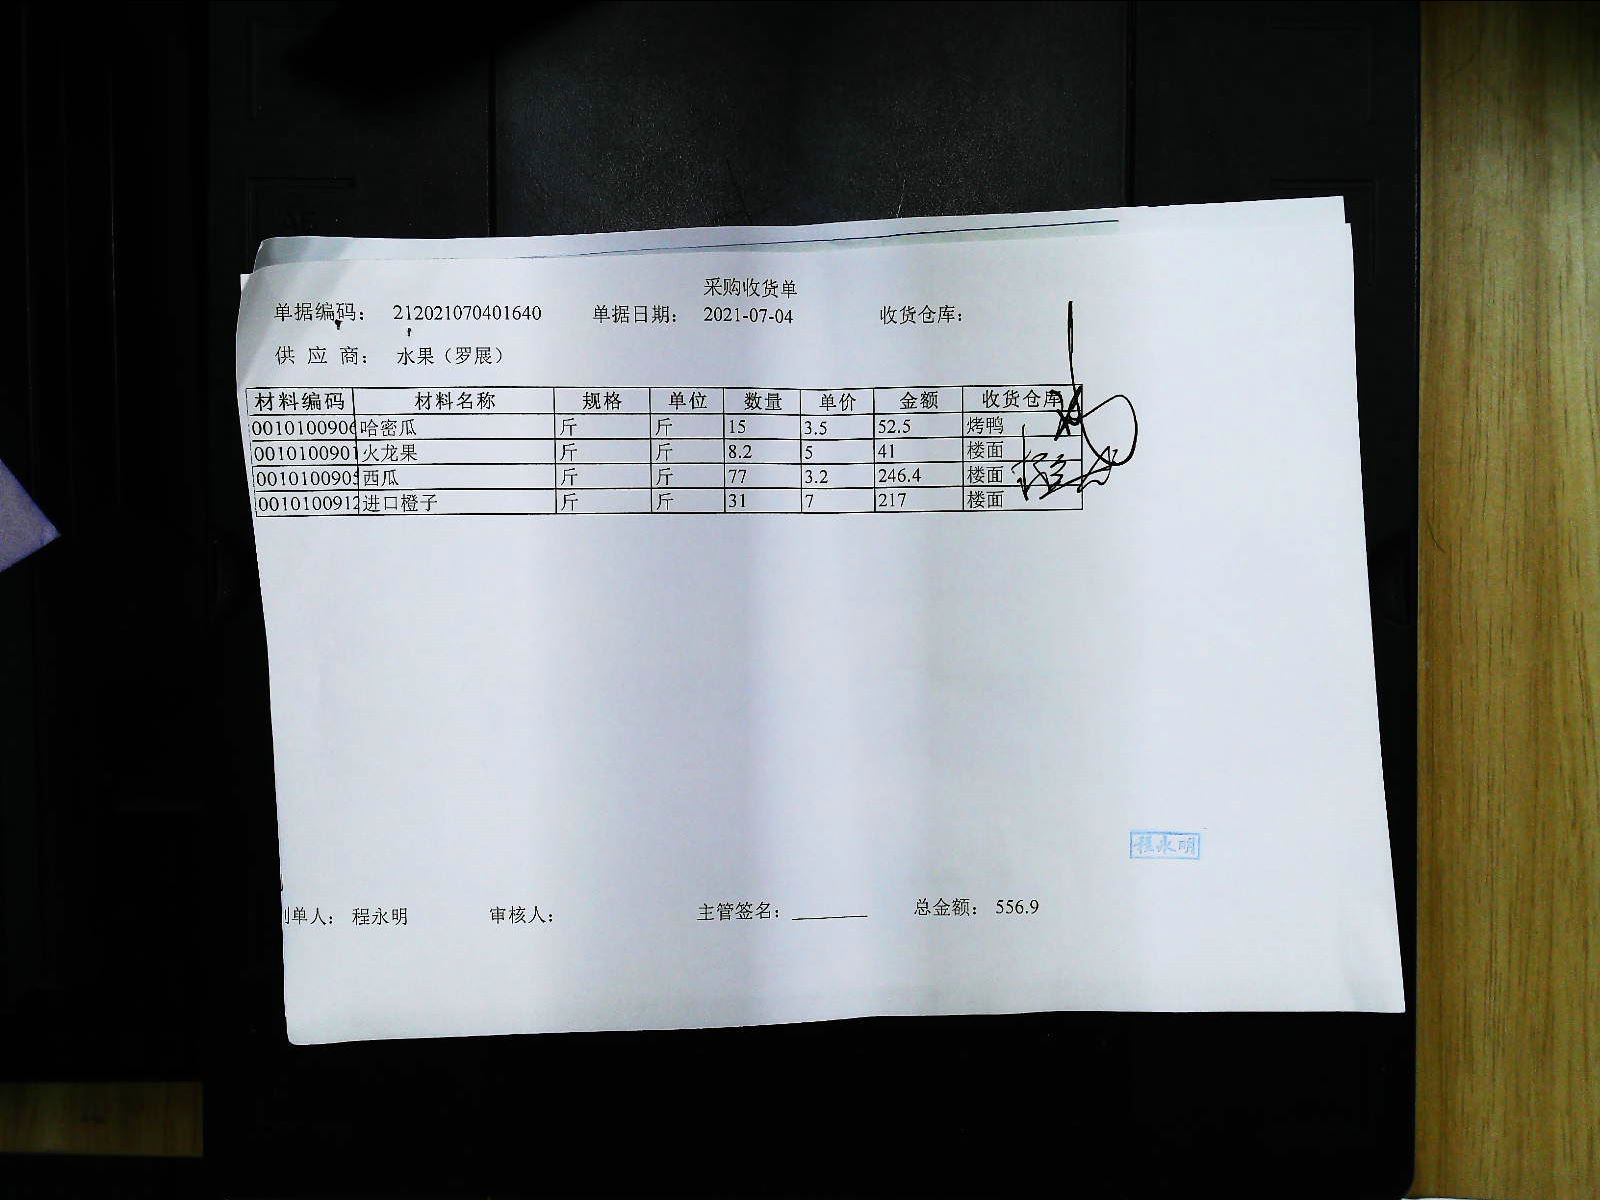 采购收货单
单据编码： 212021070401640 单据日期： 2021-07-04 收货仓库：
供 应 商： 水果（罗展）
材料编码 材料名称 规格 单位 数量 单价 金额 收货仓库
0010100906 哈密瓜 斤 斤 15 3.5 52.5 烤鸭
0010100901 火龙果 斤 斤 8.2 5 41 楼面
0010100905 西瓜 斤 斤 77 3.2 246.4 楼面
0010100912 进口橙子 斤 斤 31 7 217 楼面
程永明
制单人： 程永明 审核人： 主管签名： 总金额： 556.9